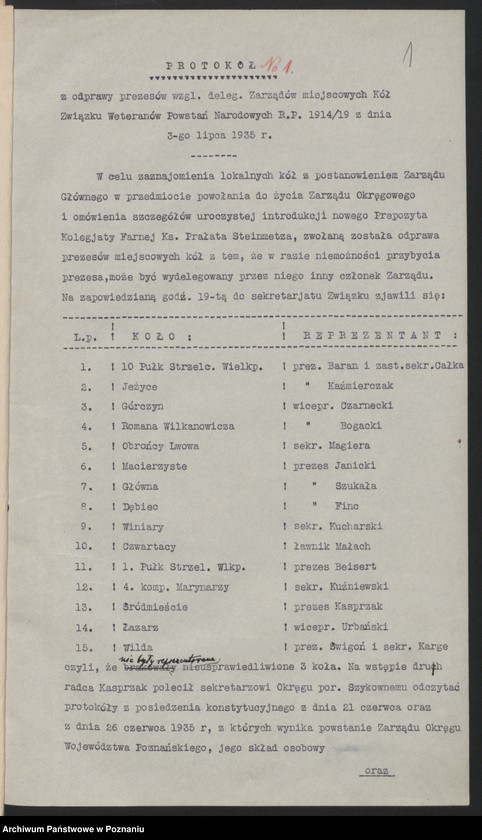 1
P R O T O K Ó Ł No 1.
z odprawy prezesów wzgl. deleg. Zarządów miejscowych Kół
Związku Weteranów Powstań Narodowych R.P. 1914/19 z dnia
3-go lipca 1935 r.
W celu zaznajomienia lokalnych kół z postanowieniem Zarządu
Głównego w przedmiocie powołania do życia Zarządu Okręgowego
i omówienia szczegółów uroczystej introdukcji nowego Prepozyta
Kolegjaty Farnej Ks. Prałata Steinmetza, zwołaną została odprawa
prezesów miejscowych kół z tem, że w razie niemożności przybycia
prezesa,może być wydelegowany przez niego inny członek Zarządu.
Na zapowiedzianą godź. 19-tą do sekretarjatu Związku zjawili się:
L.p. ! K O Ł O : ! R E P R E Z E N T A N T :
1. ! 10 Pułk Strzelc. Wielkp. ! prez. Baran i zast.sekr.Całka
2. ! Jeżyce ! " Kaźmierczak
3. ! Górczyn ! wicepr. Czarnecki
4. ! Romana Wilkanowicza ! " Bogacki
5. ! Obrońcy Lwowa ! sekr. Magiera
6. ! Macierzyste ! prezes Janicki
7. ! Główna ! " Szukała
8. ! Dębiec ! " Finc
9. ! Winiary ! sekr. Kucharski
10. ! Czwartacy ! ławnik Małach
11. ! 1. Pułk Strzel. Wlkp. ! prezes Beisert
12. ! 4. komp. Marynarzy ! sekr. Kuźniewski
13. ! Śródmieście ! prezes Kasprzak
14. ! Łazarz ! wicepr. Urbański
15. ! Wilda ! prez. Świgoń i sekr. Karge
nie były reprezentowane
czyli, że brakowały nieusprawiedliwione 3 koła. Na wstępie druh
radca Kasprzak polecił sekretarzowi Okręgu por. Szykownemu odczytać
protokóły z posiedzenia konstytucyjnego z dnia 21 czerwca oraz
z dnia 26 czerwca 1935 r, z których wynika powstanie Zarządu Okręgu
Województwa Poznańskiego, jego skład osobowy
oraz
Archiwum Państwowe w Poznaniu